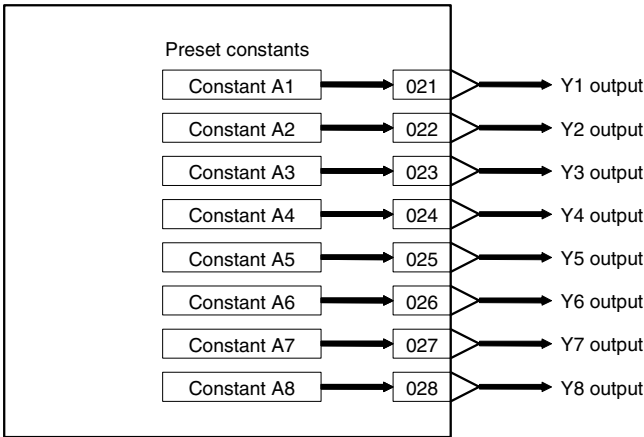 Preset constants
Constant A1 021 Y1 output
Constant A2 022 Y2 output
Constant A3 023 Y3 output
Constant A4 024 Y4 output
Constant A5 025 Y5 output
Constant A6 026 Y6 output
Constant A7 027 Y7 output
Constant A8 028 Y8 output